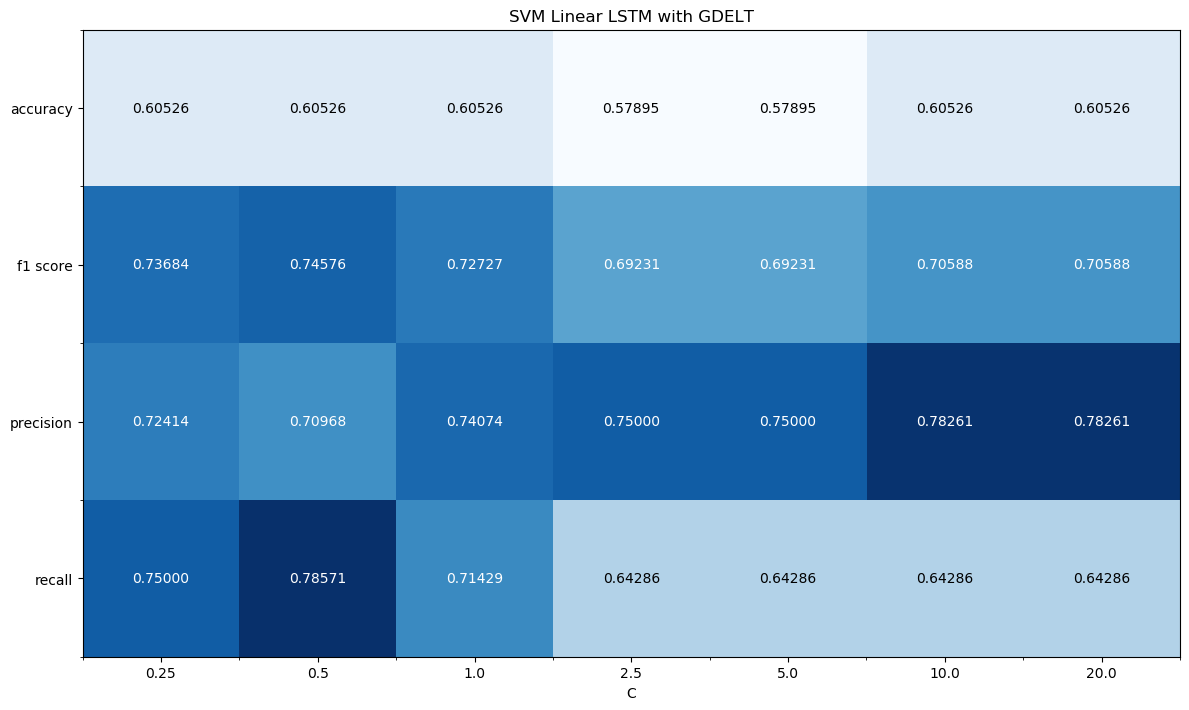 SVM Linear LSTM with GDELT
accuracy 0.60526 0.60526 0.60526 0.57895 0.57895 0.60526 0.60526
f1 score 0.73684 0.74576 0.72727 0.69231 0.69231 0.70588 0.70588
precision 0.72414 0.70968 0.74074 0.75000 0.75000 0.78261 0.78261
recall 0.75000 0.78571 0.71429 0.64286 0.64286 0.64286 0.64286
0.25 0.5 1.0 2.5 5.0 10.0 20.0
C